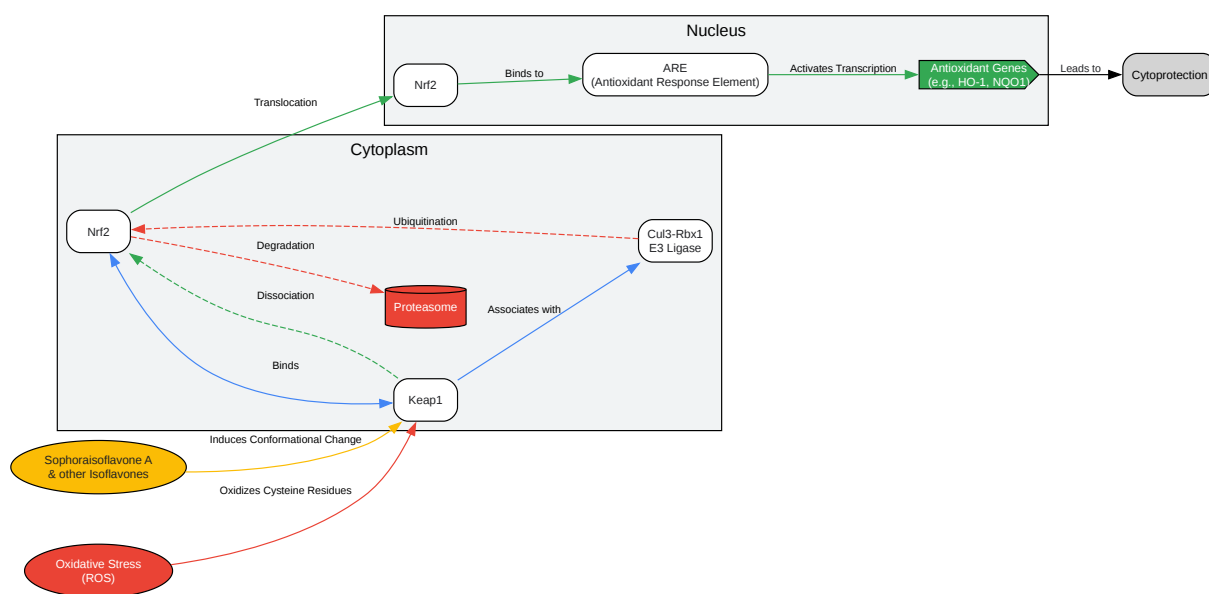 Nucleus
Nrf2
Binds to
ARE
(Antioxidant Response Element)
Activates Transcription
Antioxidant Genes
(e.g., HO-1, NQO1)
Leads to
Cytoprotection
Translocation
Cytoplasm
Nrf2
Ubiquitination
Cul3-Rbx1
E3 Ligase
Degradation
Dissociation
Proteasome
Associates with
Binds
Keap1
Induces Conformational Change
Sophoraisoflavone A
& other Isoflavones
Oxidizes Cysteine Residues
Oxidative Stress
(ROS)